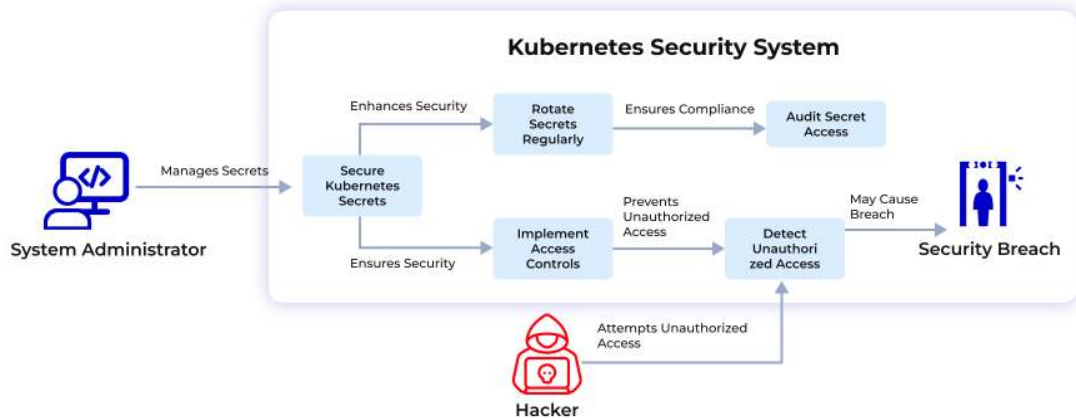 Kubernetes Security System
Enhances Security
Rotate
Secrets
Regularly
Ensures Compliance
Audit Secret
Access
Manages Secrets
Secure
Kubernetes
Secrets
System Administrator
Ensures Security
Implement
Access
Controls
Prevents
Unauthorized
Access
Detect
Unauthori
zed Access
May Cause
Breach
Security Breach
Attempts Unauthorized
Access
Hacker